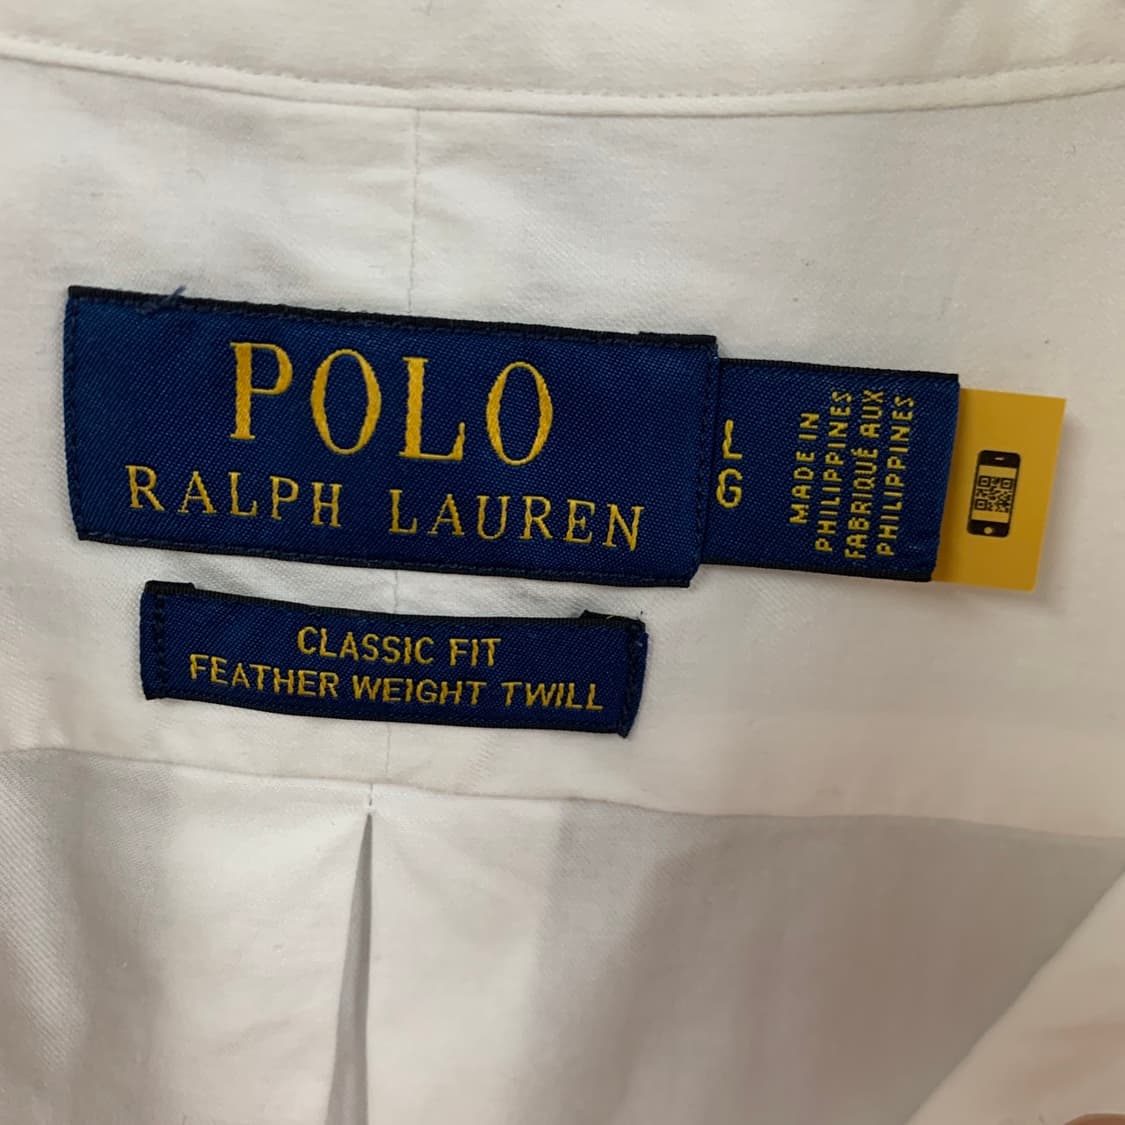 POLO
RALPH LAUREN
L
G
MADE IN
PHILIPPINES
FABRIQUÉ AUX
PHILIPPINES
CLASSIC FIT
FEATHER WEIGHT TWILL